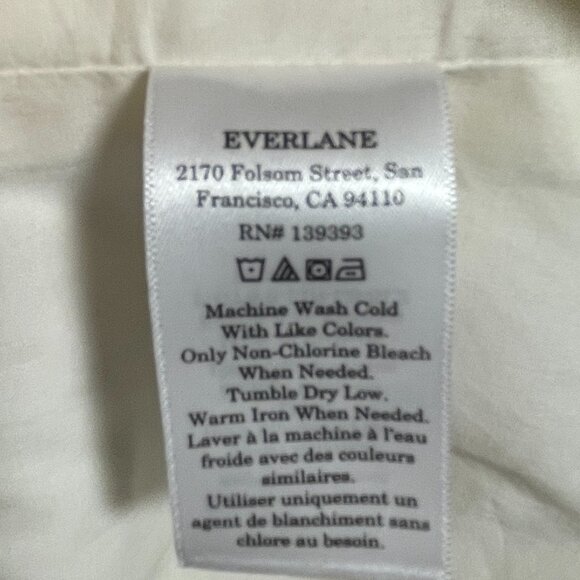 EVERLANE
2170 Folsom Street, San
Francisco, CA 94110
RN# 139393
Machine Wash Cold
With Like Colors.
Only Non-Chlorine Bleach
When Needed.
Tumble Dry Low.
Warm Iron When Needed.
Laver à la machine à l'eau
froide avec des couleurs
similaires.
Utiliser uniquement un
agent de blanchiment sans
chlore au besoin.